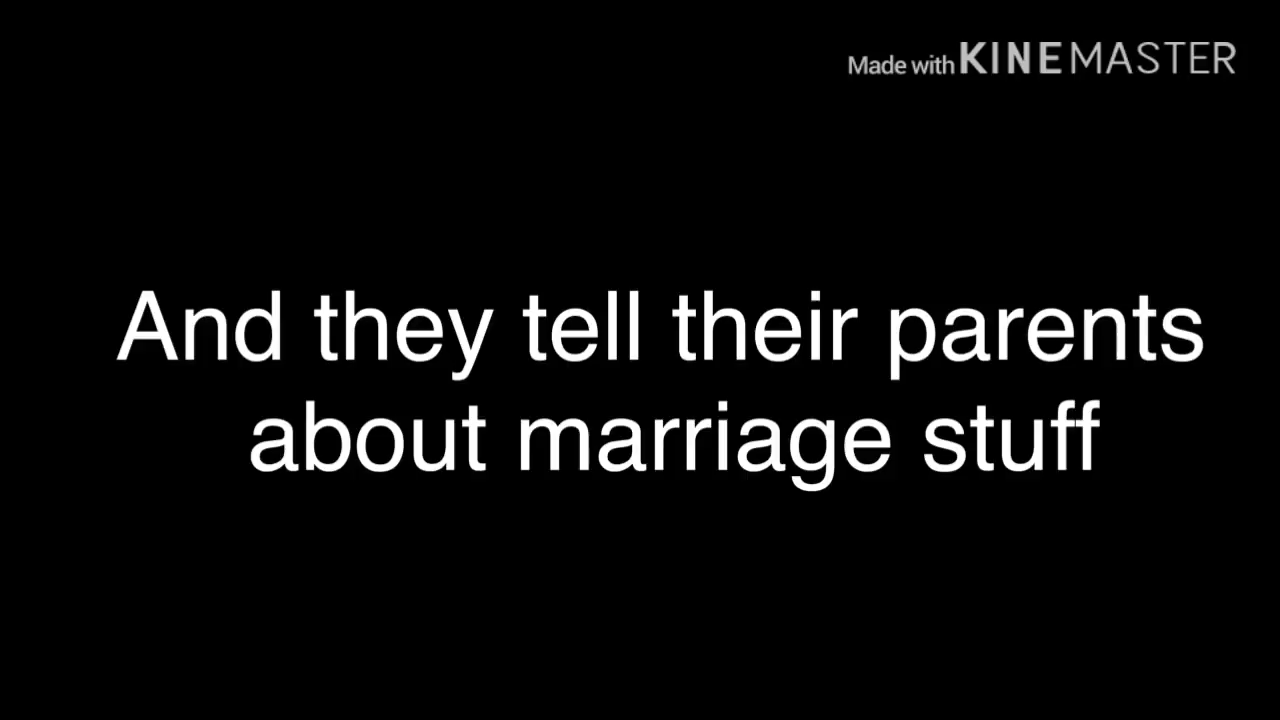 Made with KINEMASTER
And they tell their parents
about marriage stuff